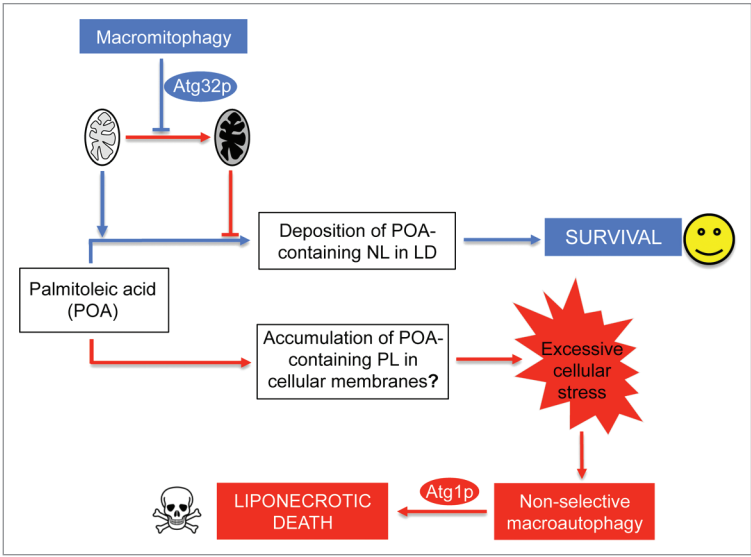 Macromitophagy
Atg32p
Deposition of POA-
containing NL in LD
SURVIVAL
Palmitoleic acid
(POA)
Accumulation of POA-
containing PL in
cellular membranes?
Excessive
cellular
stress
Atg1p
LIPONECROTIC
DEATH
Non-selective
macroautophagy